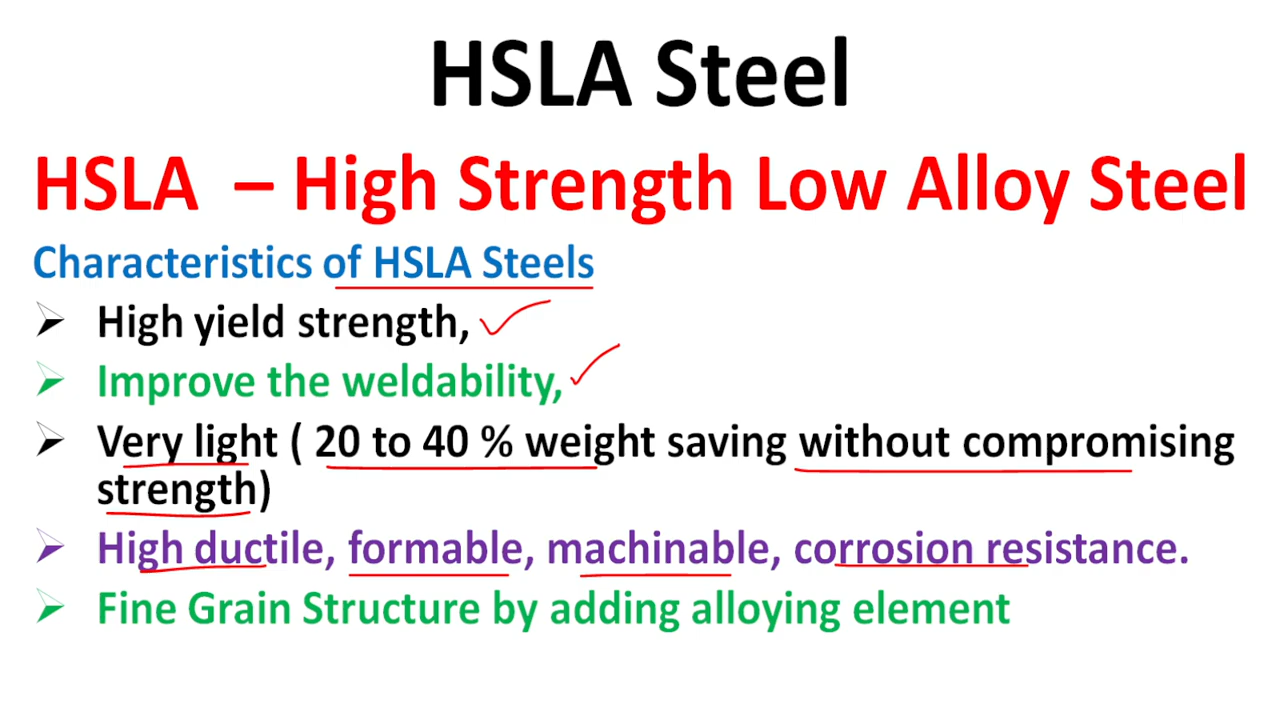 HSLA Steel
HSLA – High Strength Low Alloy Steel
Characteristics of HSLA Steels
➢ High yield strength,
➢ Improve the weldability,
➢ Very light ( 20 to 40 % weight saving without compromising
strength)
➢ High ductile, formable, machinable, corrosion resistance.
➢ Fine Grain Structure by adding alloying element